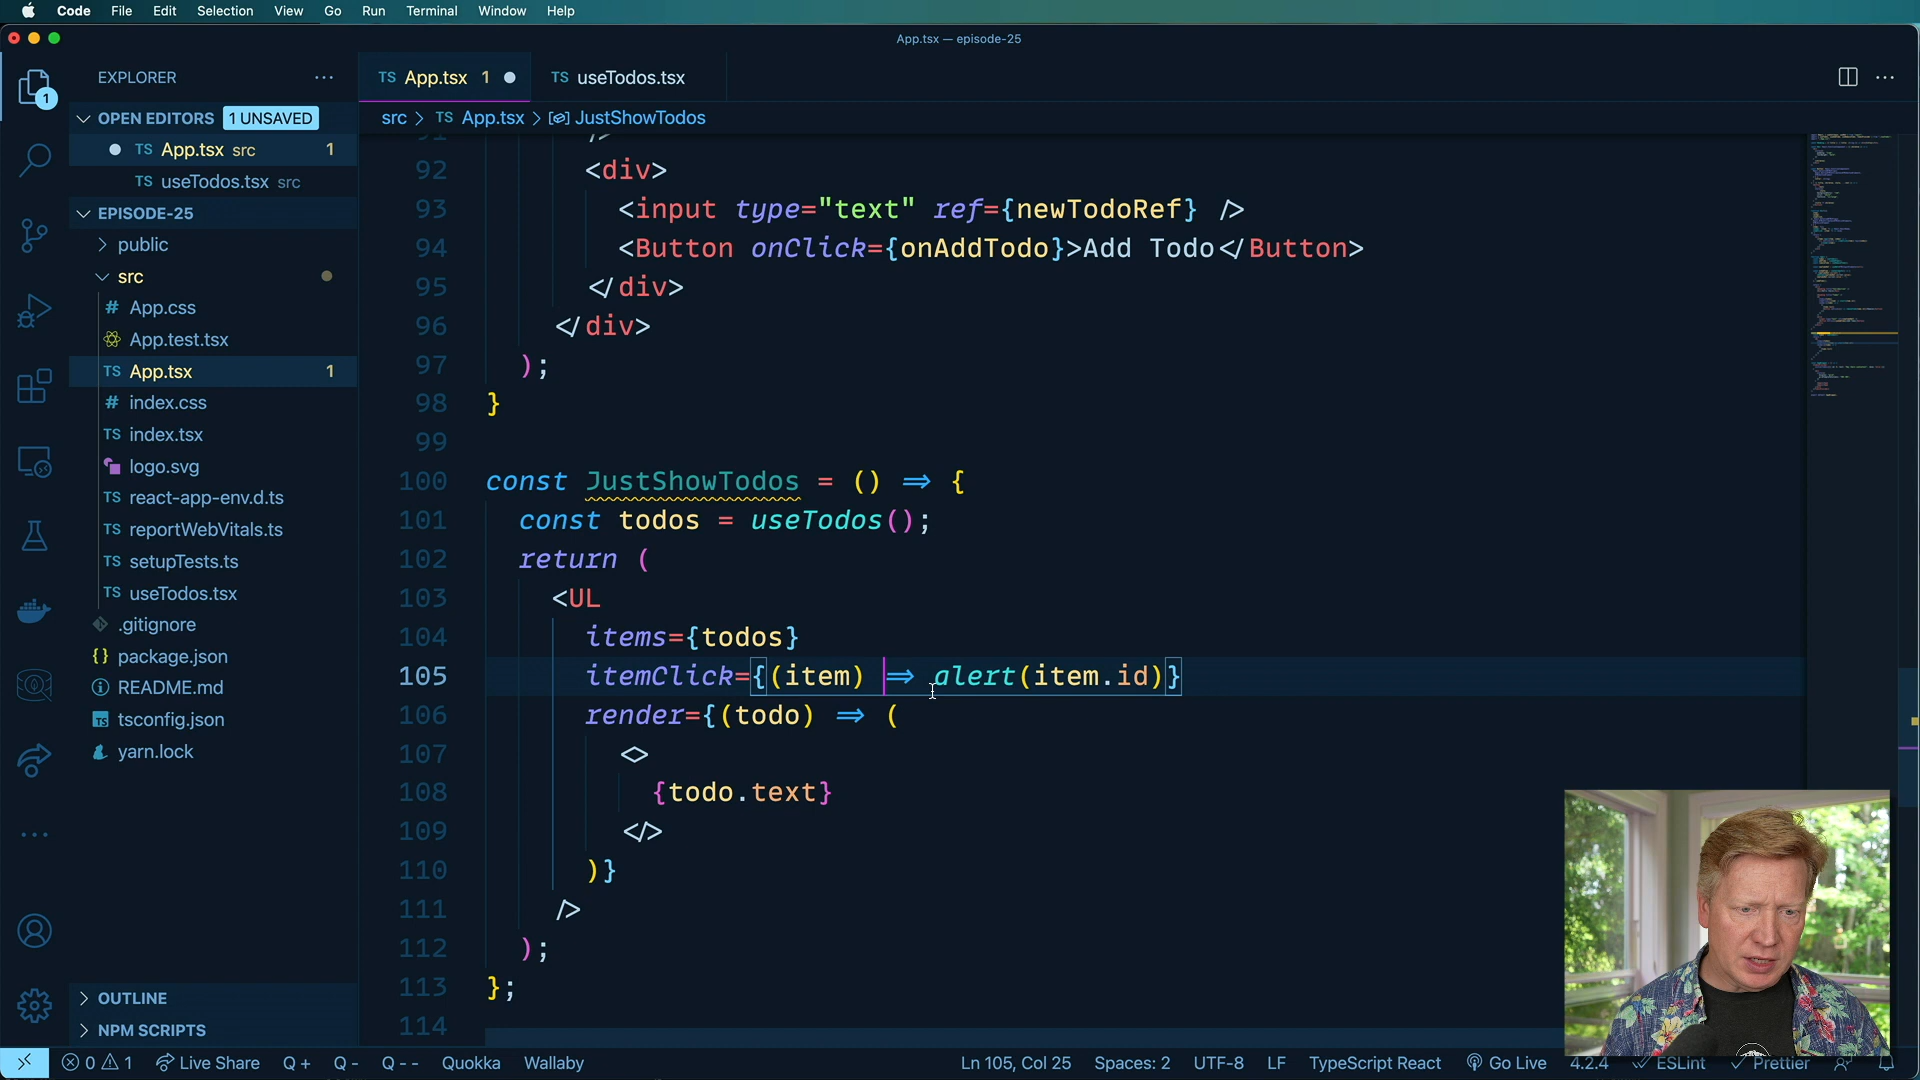 Code File Edit Selection View Go Run Terminal Window Help
App.tsx — episode-25
EXPLORER ···
TS App.tsx 1
TS useTodos.tsx
OPEN EDITORS 1 UNSAVED
TS App.tsx src 1
TS useTodos.tsx src
EPISODE-25
public
src
# App.css
App.test.tsx
TS App.tsx 1
# index.css
TS index.tsx
logo.svg
TS react-app-env.d.ts
TS reportWebVitals.ts
TS setupTests.ts
TS useTodos.tsx
.gitignore
{} package.json
README.md
TS tsconfig.json
yarn.lock
OUTLINE
NPM SCRIPTS
1
src > TS App.tsx > JustShowTodos
91 />
92 <div>
93 <input type="text" ref={newTodoRef} />
94 <Button onClick={onAddTodo}>Add Todo</Button>
95 </div>
96 </div>
97 );
98 }
99
100 const JustShowTodos = () => {
101 const todos = useTodos();
102 return (
103 <UL
104 items={todos}
105 itemClick={(item) => alert(item.id)}
106 render={(todo) => (
107 <>
108 {todo.text}
109 </>
110 )}
111 />
112 );
113 };
114
0 1 Live Share Q + Q - Q -- Quokka Wallaby Ln 105, Col 25 Spaces: 2 UTF-8 LF TypeScript React Go Live 4.2.4 ESLint Prettier